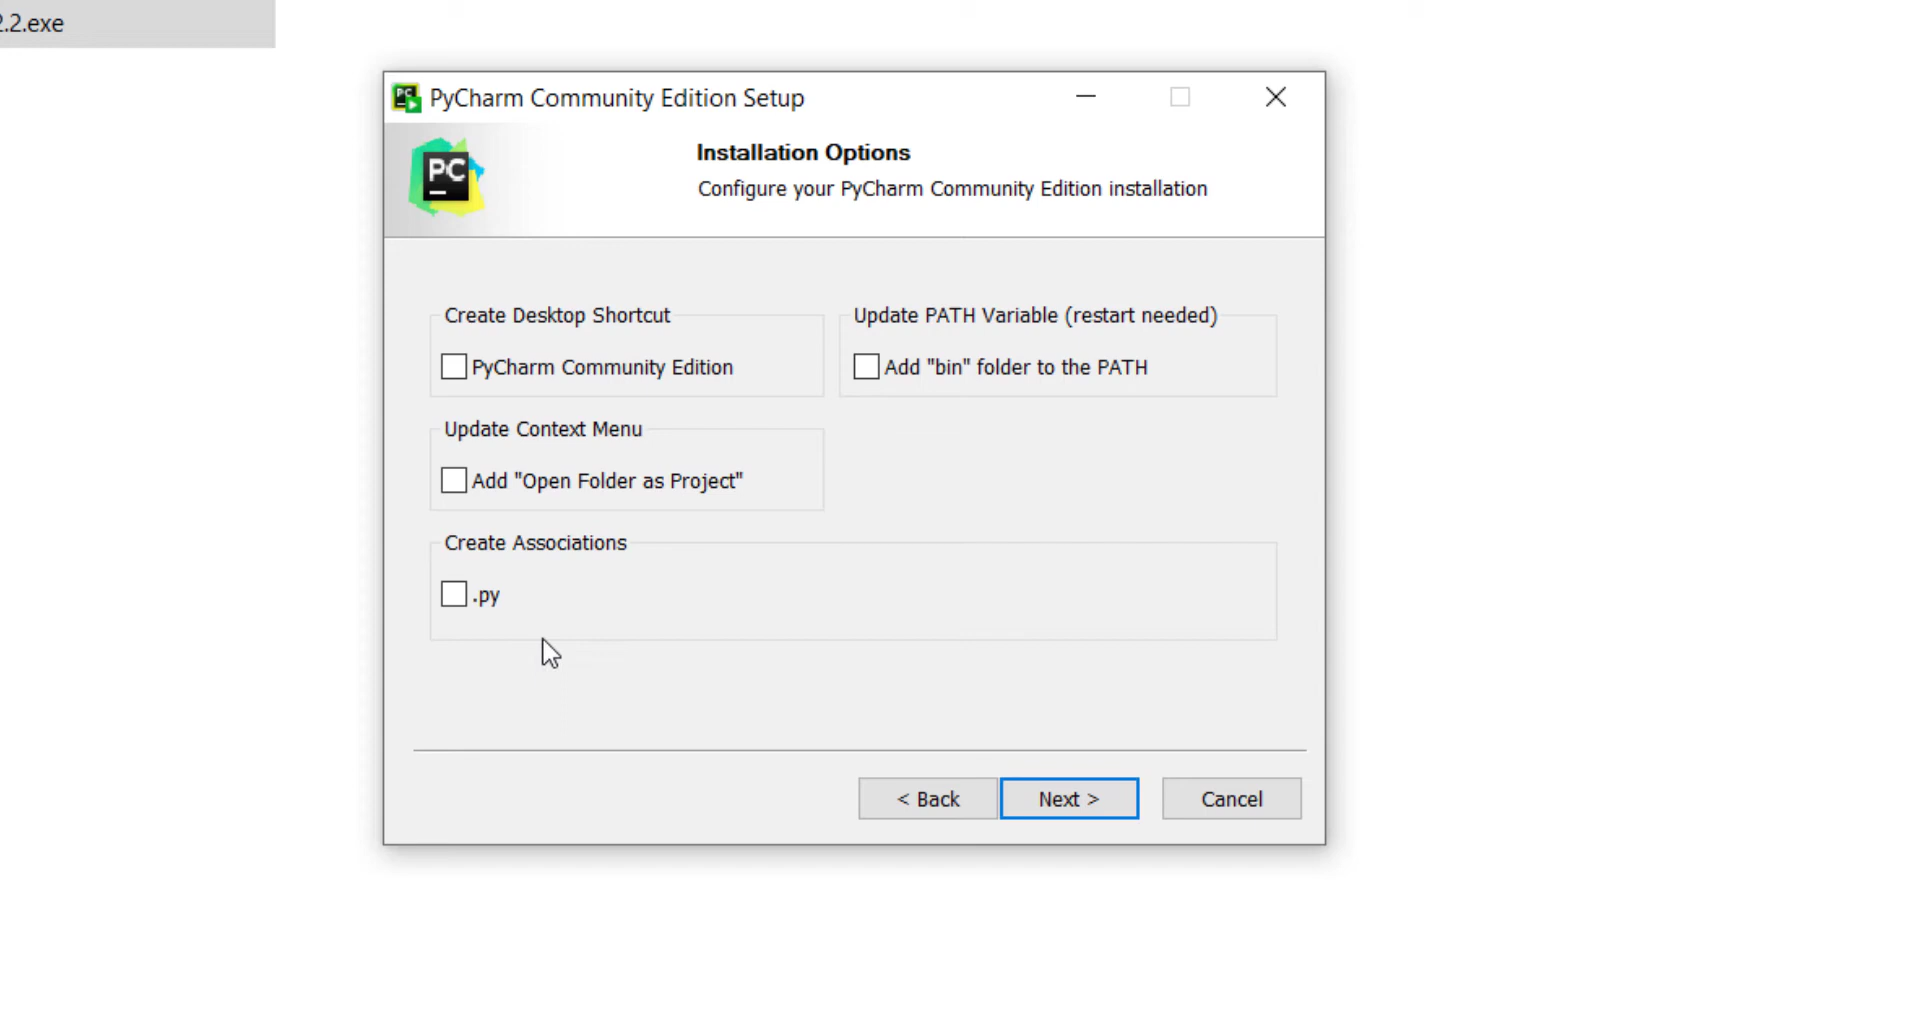 2.2.exe
PyCharm Community Edition Setup
PC
Installation Options
Configure your PyCharm Community Edition installation
Create Desktop Shortcut
PyCharm Community Edition
Update PATH Variable (restart needed)
Add "bin" folder to the PATH
Update Context Menu
Add "Open Folder as Project"
Create Associations
.py
< Back
Next >
Cancel